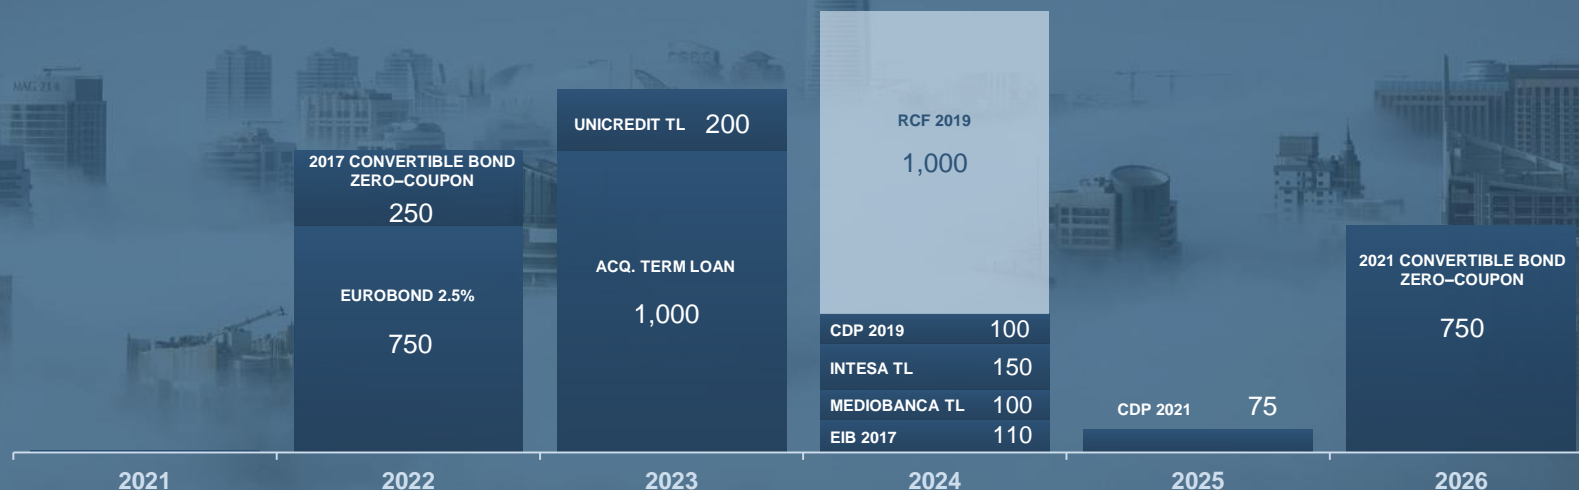 MAG 214
2017 CONVERTIBLE BOND
ZERO–COUPON
250
EUROBOND 2.5%
750
UNICREDIT TL 200
ACQ. TERM LOAN
1,000
RCF 2019
1,000
CDP 2019 100
INTESA TL 150
MEDIOBANCA TL 100
EIB 2017 110
CDP 2021 75
2021 CONVERTIBLE BOND
ZERO–COUPON
750
2021 2022 2023 2024 2025 2026